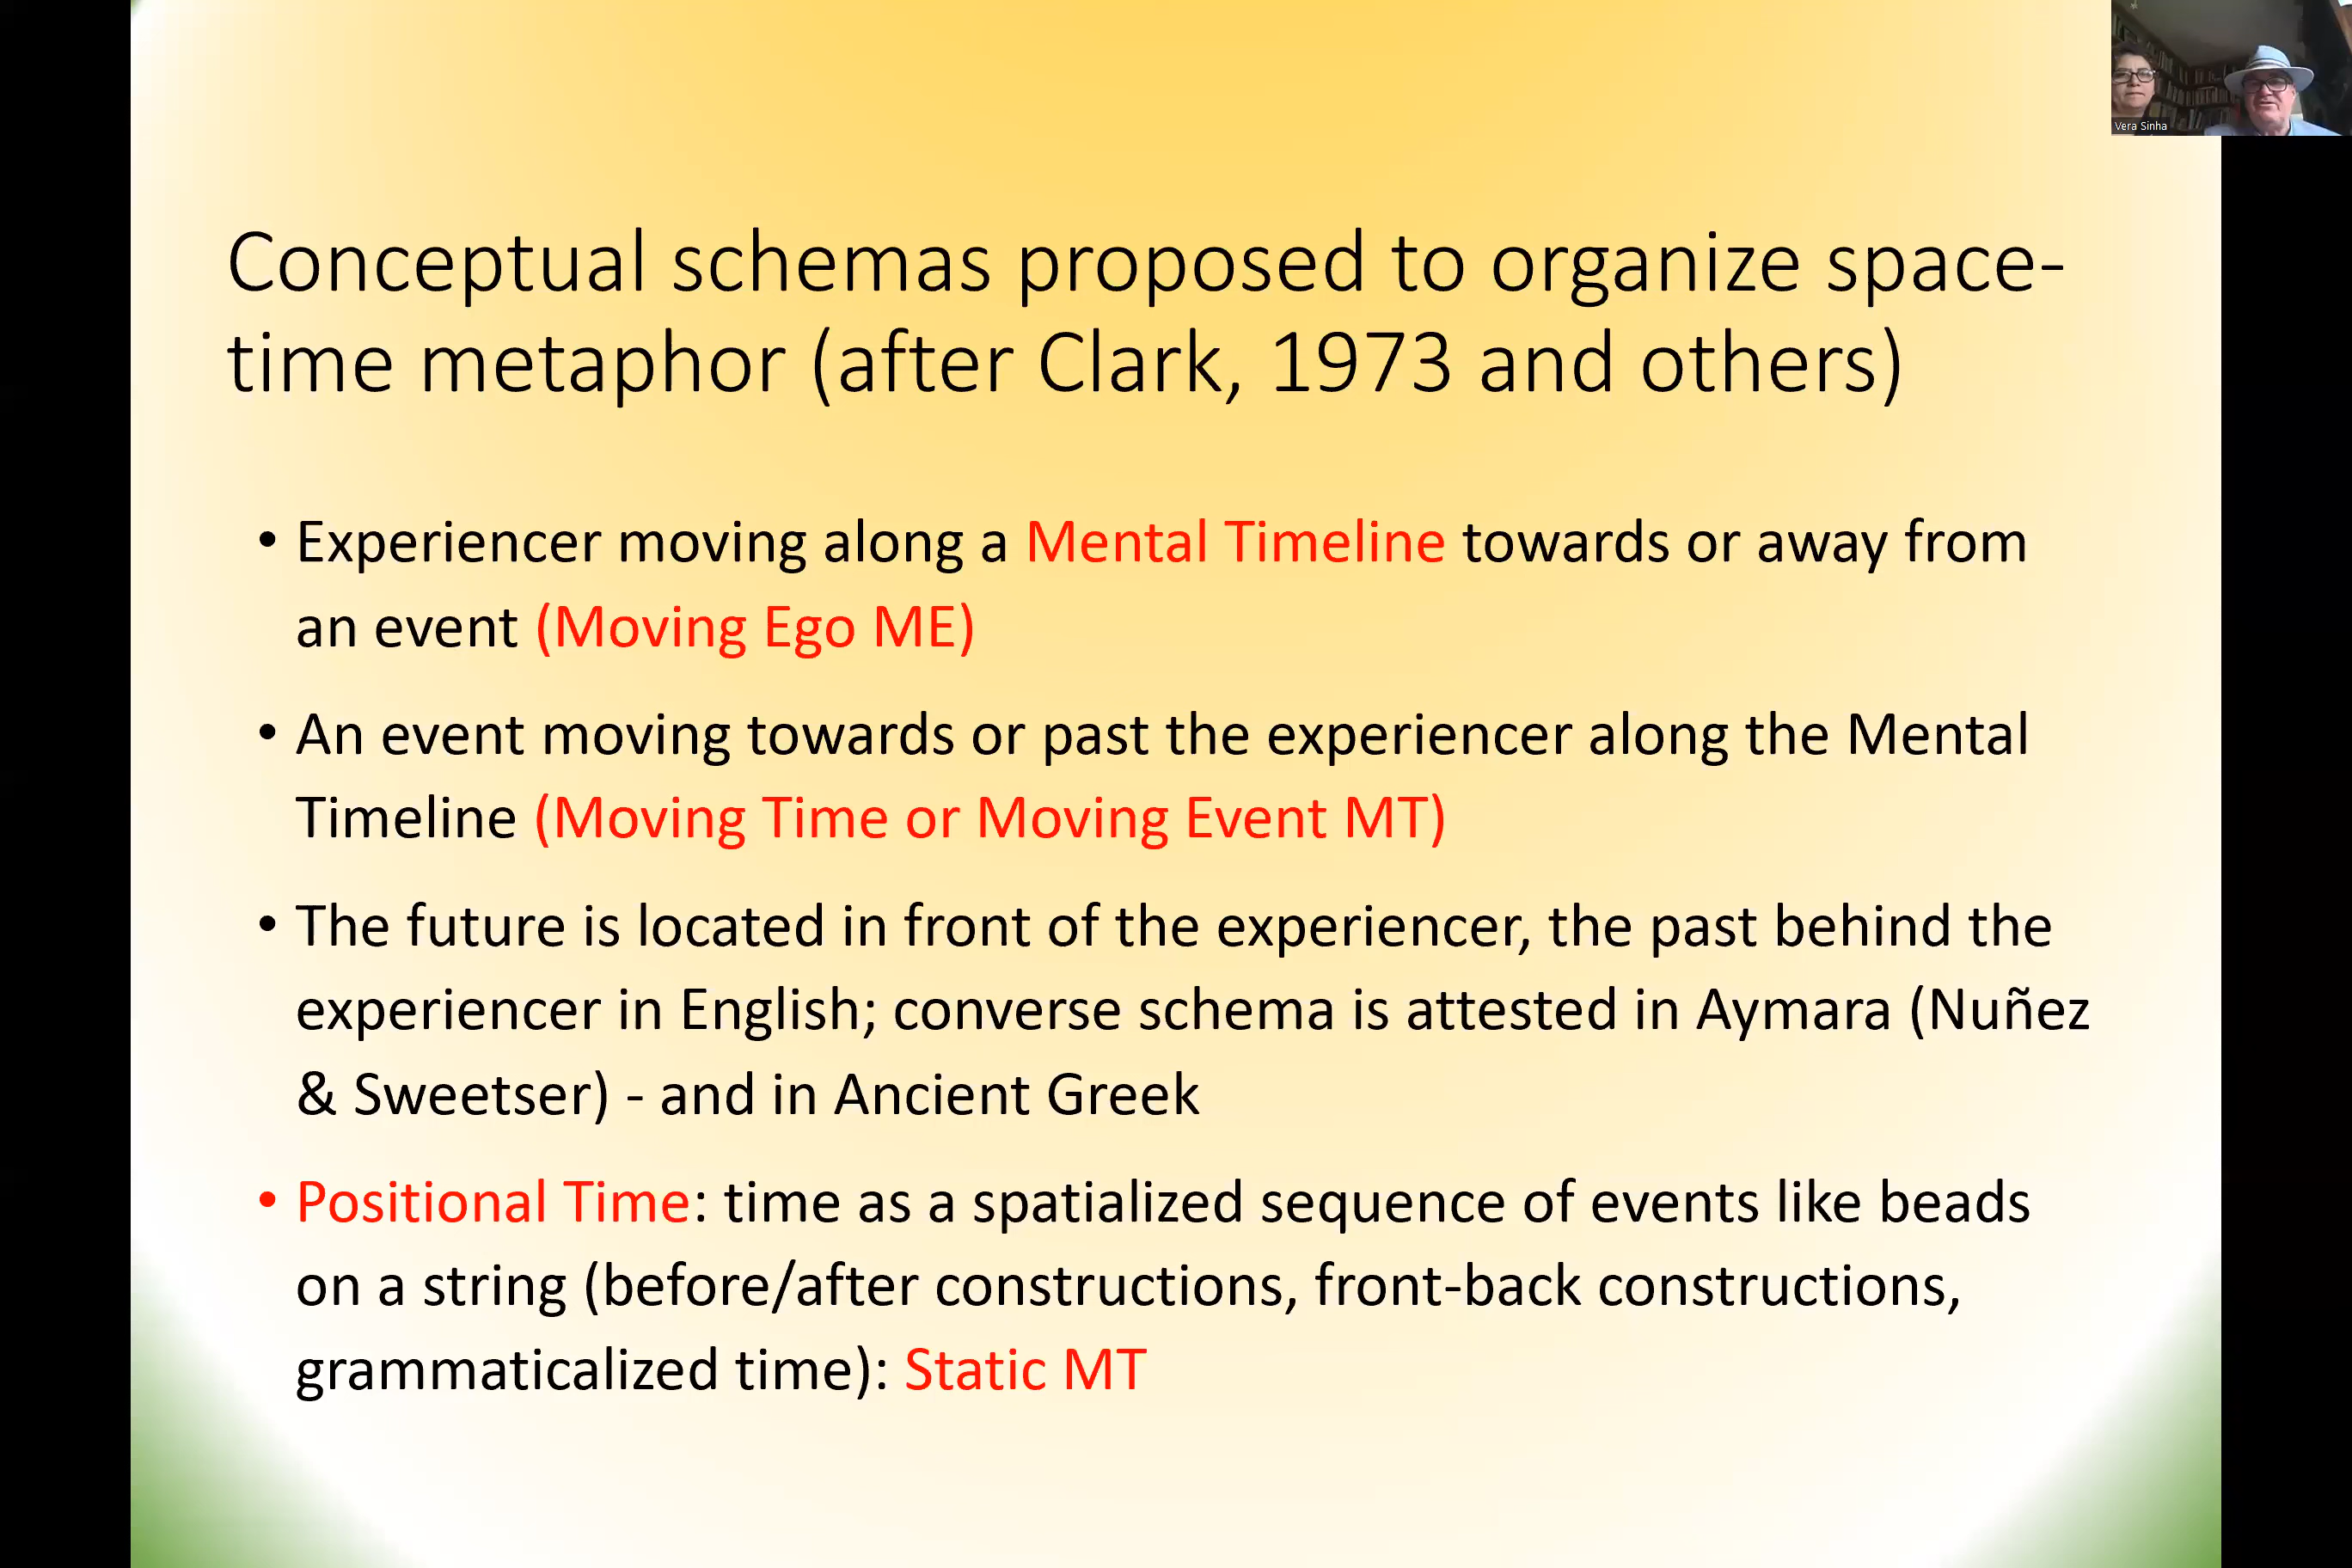 Vera Sinha
Conceptual schemas proposed to organize space-
time metaphor (after Clark, 1973 and others)
• Experiencer moving along a Mental Timeline towards or away from
an event (Moving Ego ME)
• An event moving towards or past the experiencer along the Mental
Timeline (Moving Time or Moving Event MT)
• The future is located in front of the experiencer, the past behind the
experiencer in English; converse schema is attested in Aymara (Nuñez
& Sweetser) - and in Ancient Greek
• Positional Time: time as a spatialized sequence of events like beads
on a string (before/after constructions, front-back constructions,
grammaticalized time): Static MT